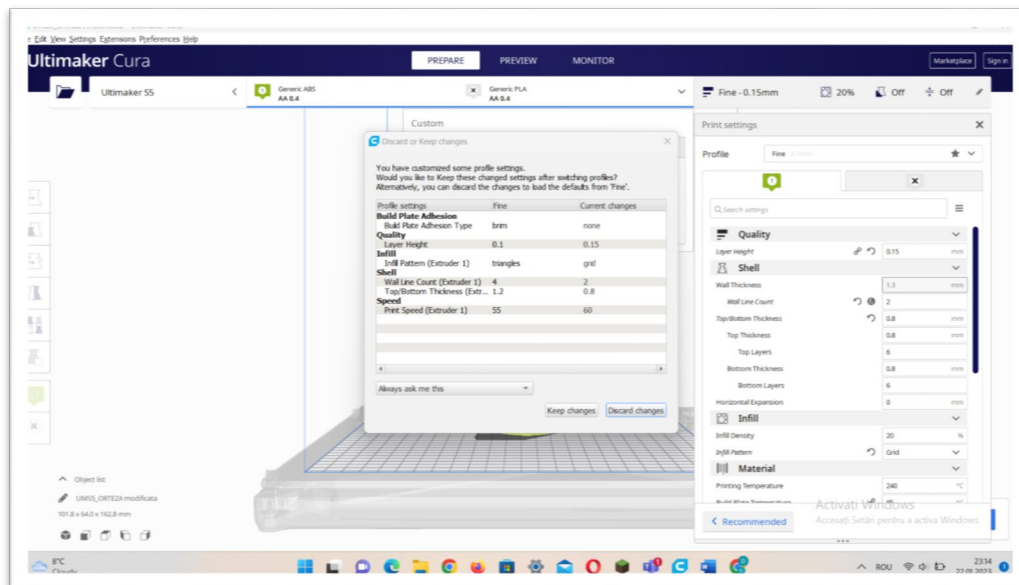 Edit View Settings Extensions Preferences Help
Ultimaker Cura
PREPARE PREVIEW MONITOR
Marketplace Sign in
Ultimaker S5
Generic ABS
AA 0.4
Generic PLA
AA 0.4
Fine - 0.15mm 20% Off Off
Custom
Print settings
Profile Fine
Search settings
Discard or Keep changes
You have customized some profile settings.
Would you like to Keep these changed settings after switching profiles?
Alternatively, you can discard the changes to load the defaults from 'Fine'.
Profile settings Fine Current changes
Build Plate Adhesion
Build Plate Adhesion Type brim none
Quality
Layer Height 0.1 0.15
Infill
Infill Pattern (Extruder 1) triangles grid
Shell
Wall Line Count (Extruder 1) 4 2
Top/Bottom Thickness (Extr... 1.2 0.8
Speed
Print Speed (Extruder 1) 55 60
Always ask me this
Keep changes Discard changes
Quality
Layer Height 0.15 mm
Shell
Wall Thickness 1.3 mm
Wall Line Count 2
Top/Bottom Thickness 0.8 mm
Top Thickness 0.8 mm
Top Layers 6
Bottom Thickness 0.8 mm
Bottom Layers 6
Horizontal Expansion 0 mm
Infill
Infill Density 20 %
Infill Pattern Grid
Material
Printing Temperature 240 °C
Build Plate Temperature
Recommended
Activați Windows
Accesați Setări pentru a activa Windows.
Object list
UMS5_ORTEZA modificata
101.8 x 64.0 x 162.8 mm
8°C
Cloudy
ROU
23:14
22.01.2023